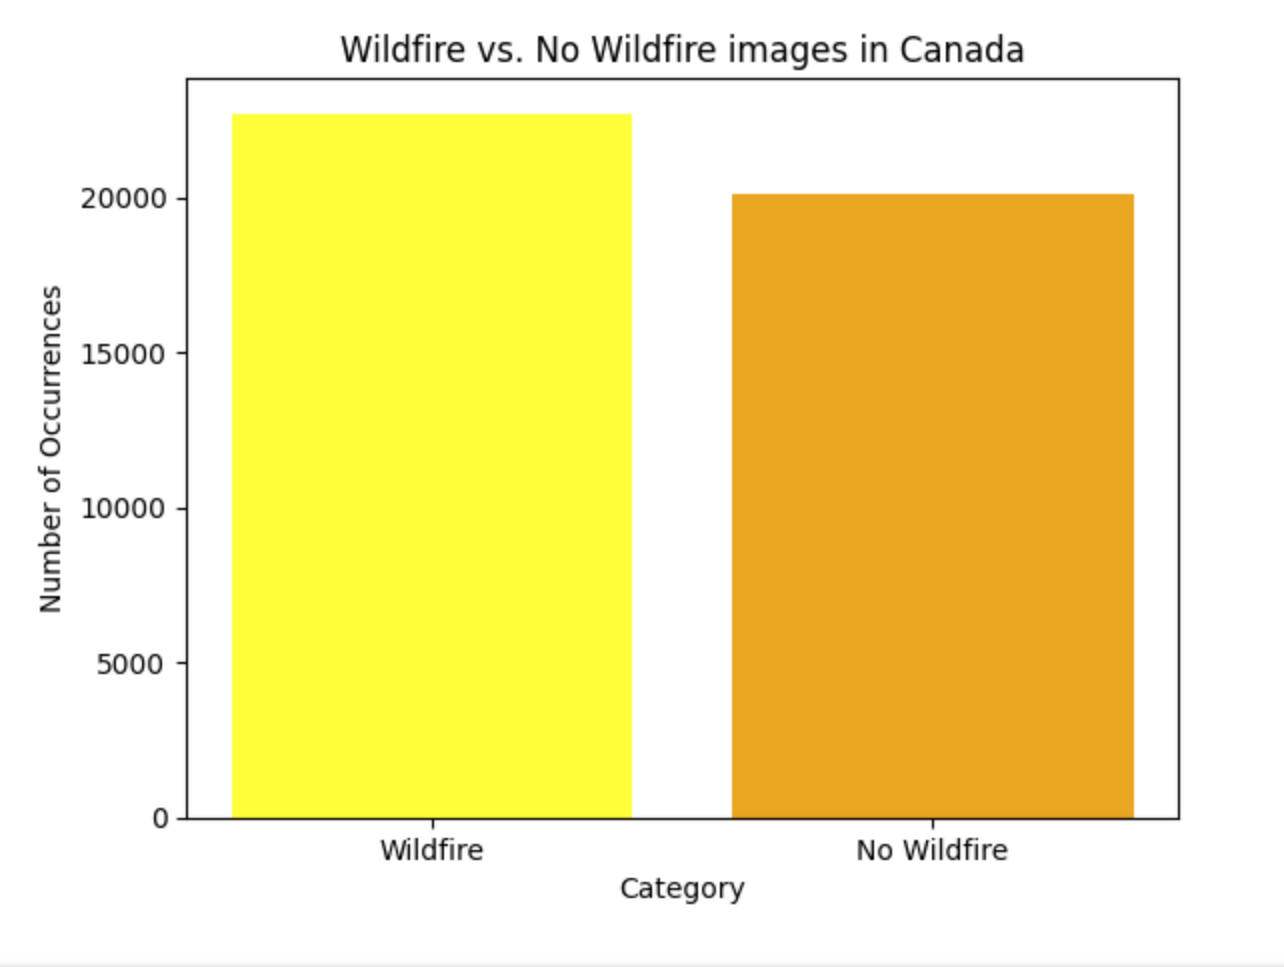 Wildfire vs. No Wildfire images in Canada
20000
15000
10000
5000
0
Number of Occurrences
Wildfire
No Wildfire
Category